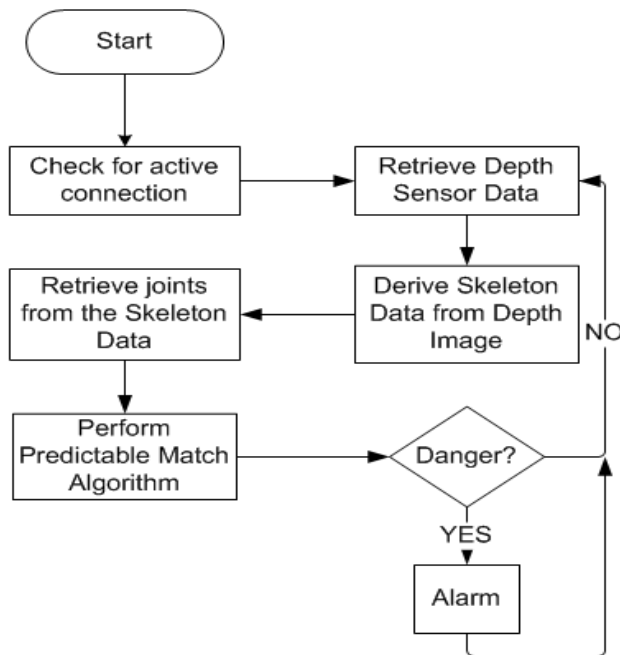 Start
Check for active
connection
Retrieve Depth
Sensor Data
Derive Skeleton
Data from Depth
Image
Retrieve joints
from the Skeleton
Data
Perform
Predictable Match
Algorithm
Danger?
NO
YES
Alarm